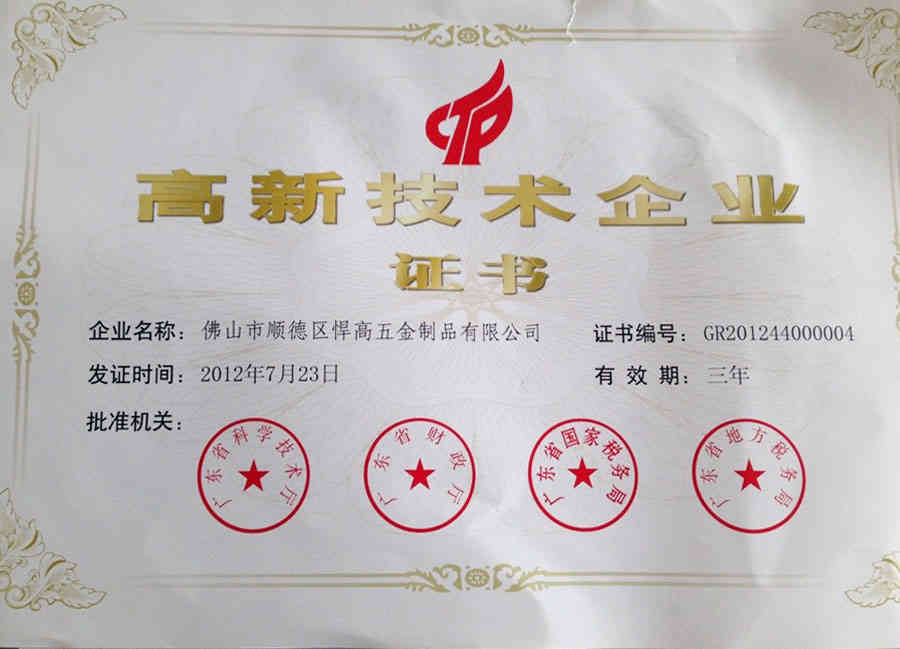 CTP
高新技术企业
证书
企业名称：佛山市顺德区悍高五金制品有限公司 证书编号：GR201244000004
发证时间：2012年7月23日 有效期：三年
批准机关：
广东省科学技术厅
广东省财政厅
广东省国家税务局
广东省地方税务局